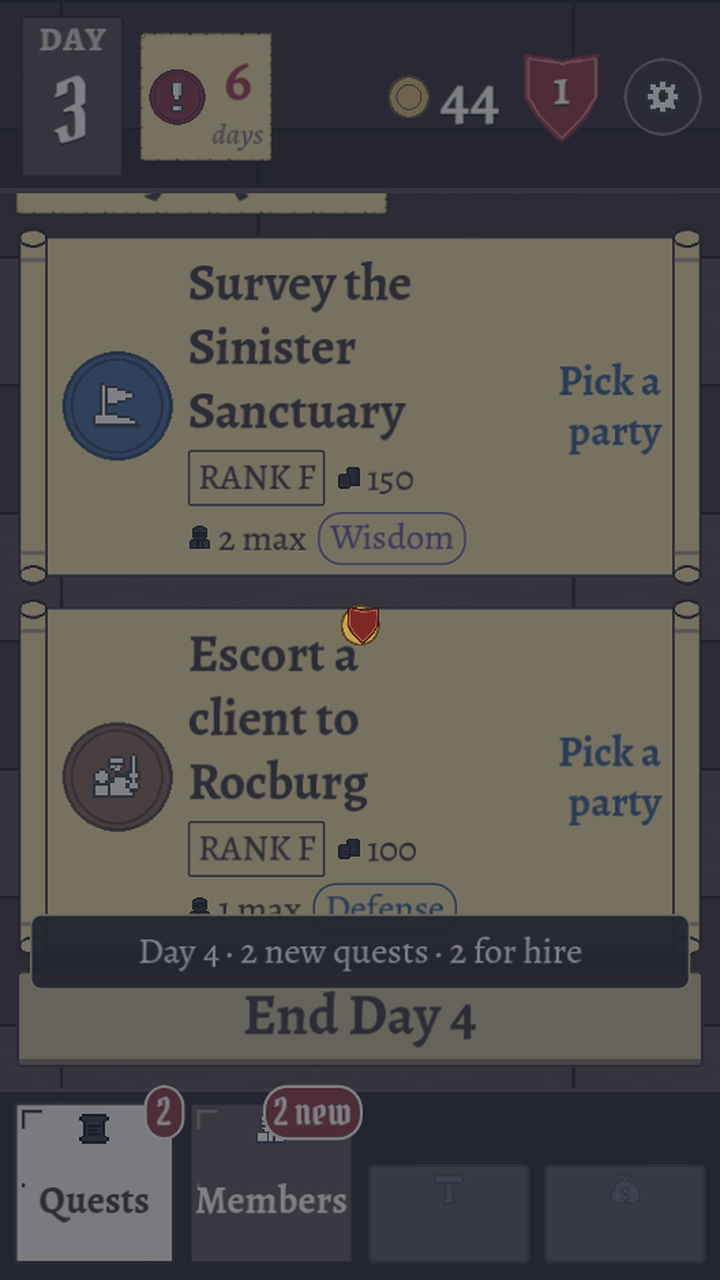 DAY
3
6
days
44
1
Survey the
Sinister
Sanctuary
Pick a
party
RANK F
150
2 max
Wisdom
Escort a
client to
Rocburg
Pick a
party
RANK F
100
1 max
Defense
Day 4 · 2 new quests · 2 for hire
End Day 4
2
2 new
Quests
Members